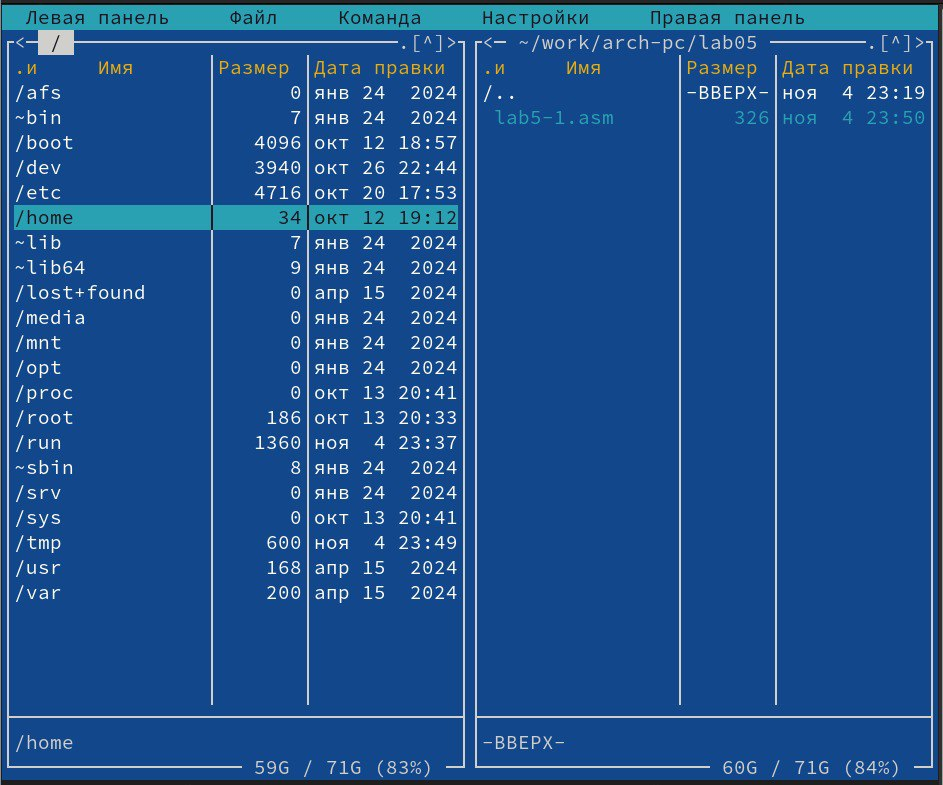 Левая панель Файл Команда Настройки Правая панель
<- / .[^]> <- ~/work/arch-pc/lab05 .[^]>
.и Имя Размер Дата правки .и Имя Размер Дата правки
/afs 0 янв 24 2024 /.. -ВВЕРХ- ноя 4 23:19
~bin 7 янв 24 2024 lab5-1.asm 326 ноя 4 23:50
/boot 4096 окт 12 18:57
/dev 3940 окт 26 22:44
/etc 4716 окт 20 17:53
/home 34 окт 12 19:12
~lib 7 янв 24 2024
~lib64 9 янв 24 2024
/lost+found 0 апр 15 2024
/media 0 янв 24 2024
/mnt 0 янв 24 2024
/opt 0 янв 24 2024
/proc 0 окт 13 20:41
/root 186 окт 13 20:33
/run 1360 ноя 4 23:37
~sbin 8 янв 24 2024
/srv 0 янв 24 2024
/sys 0 окт 13 20:41
/tmp 600 ноя 4 23:49
/usr 168 апр 15 2024
/var 200 апр 15 2024
/home -ВВЕРХ-
59G / 71G (83%) 60G / 71G (84%)